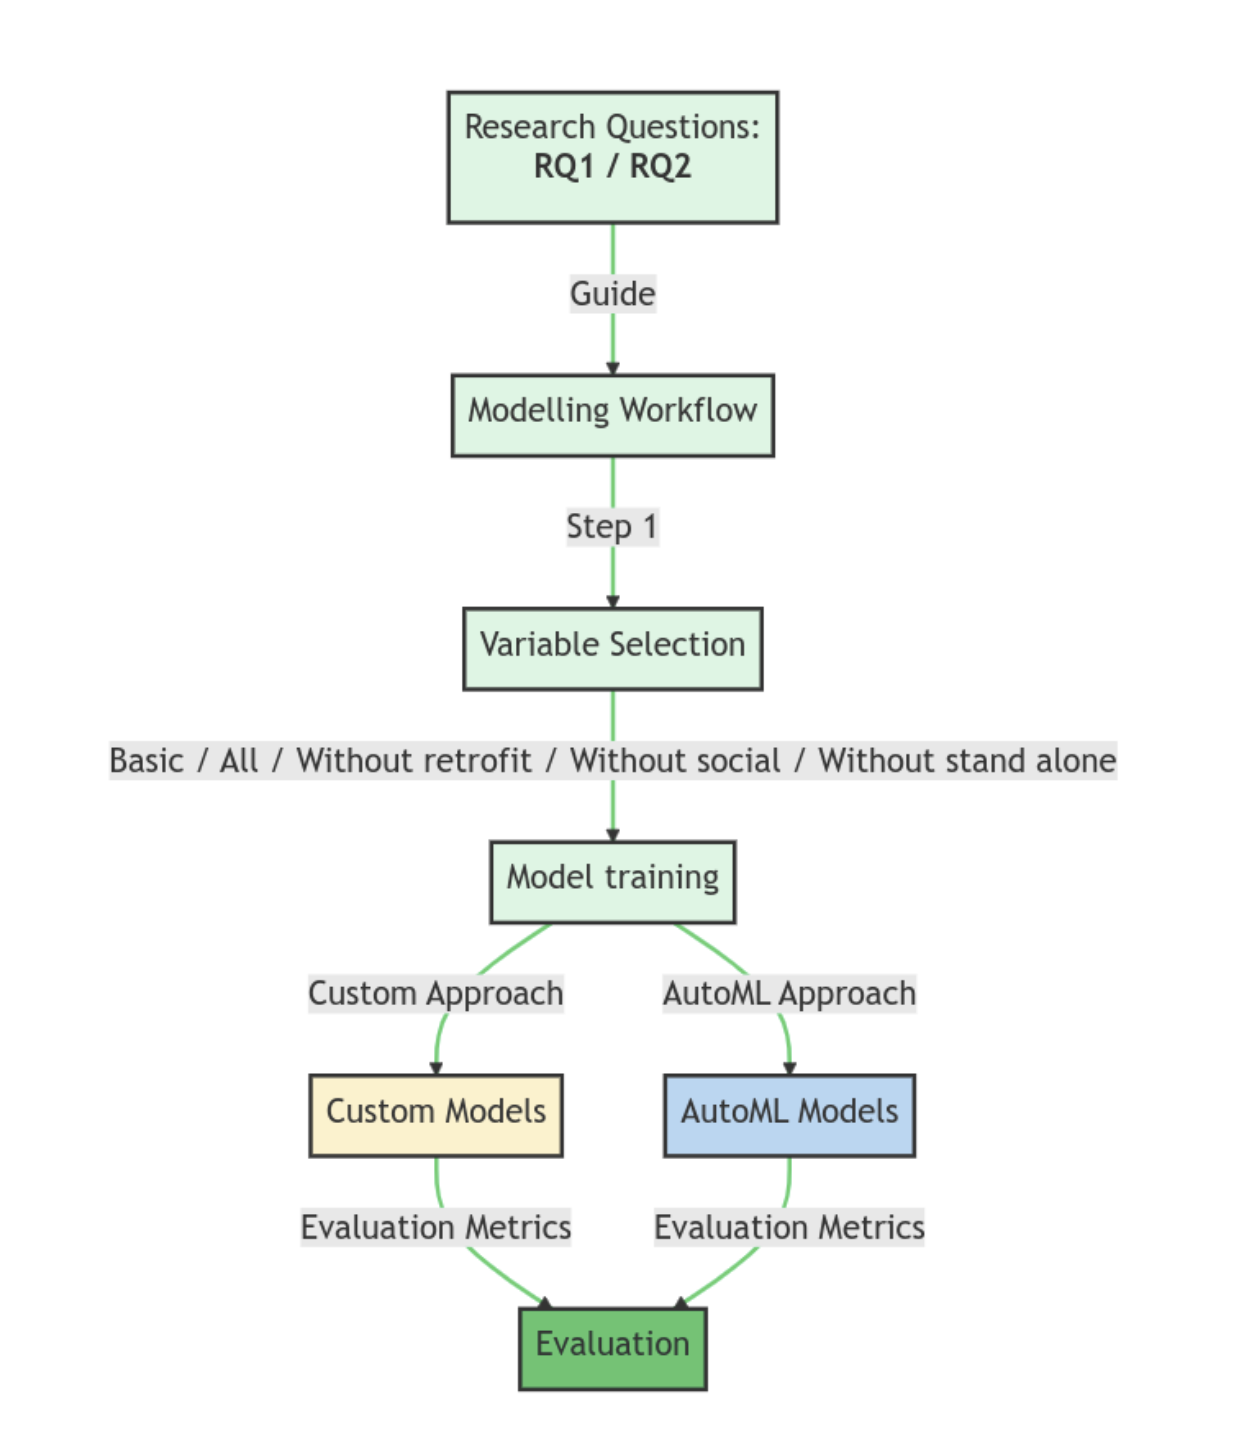 Research Questions:
RQ1 / RQ2
Guide
Modelling Workflow
Step 1
Variable Selection
Basic / All / Without retrofit / Without social / Without stand alone
Model training
Custom Approach
AutoML Approach
Custom Models
AutoML Models
Evaluation Metrics
Evaluation Metrics
Evaluation